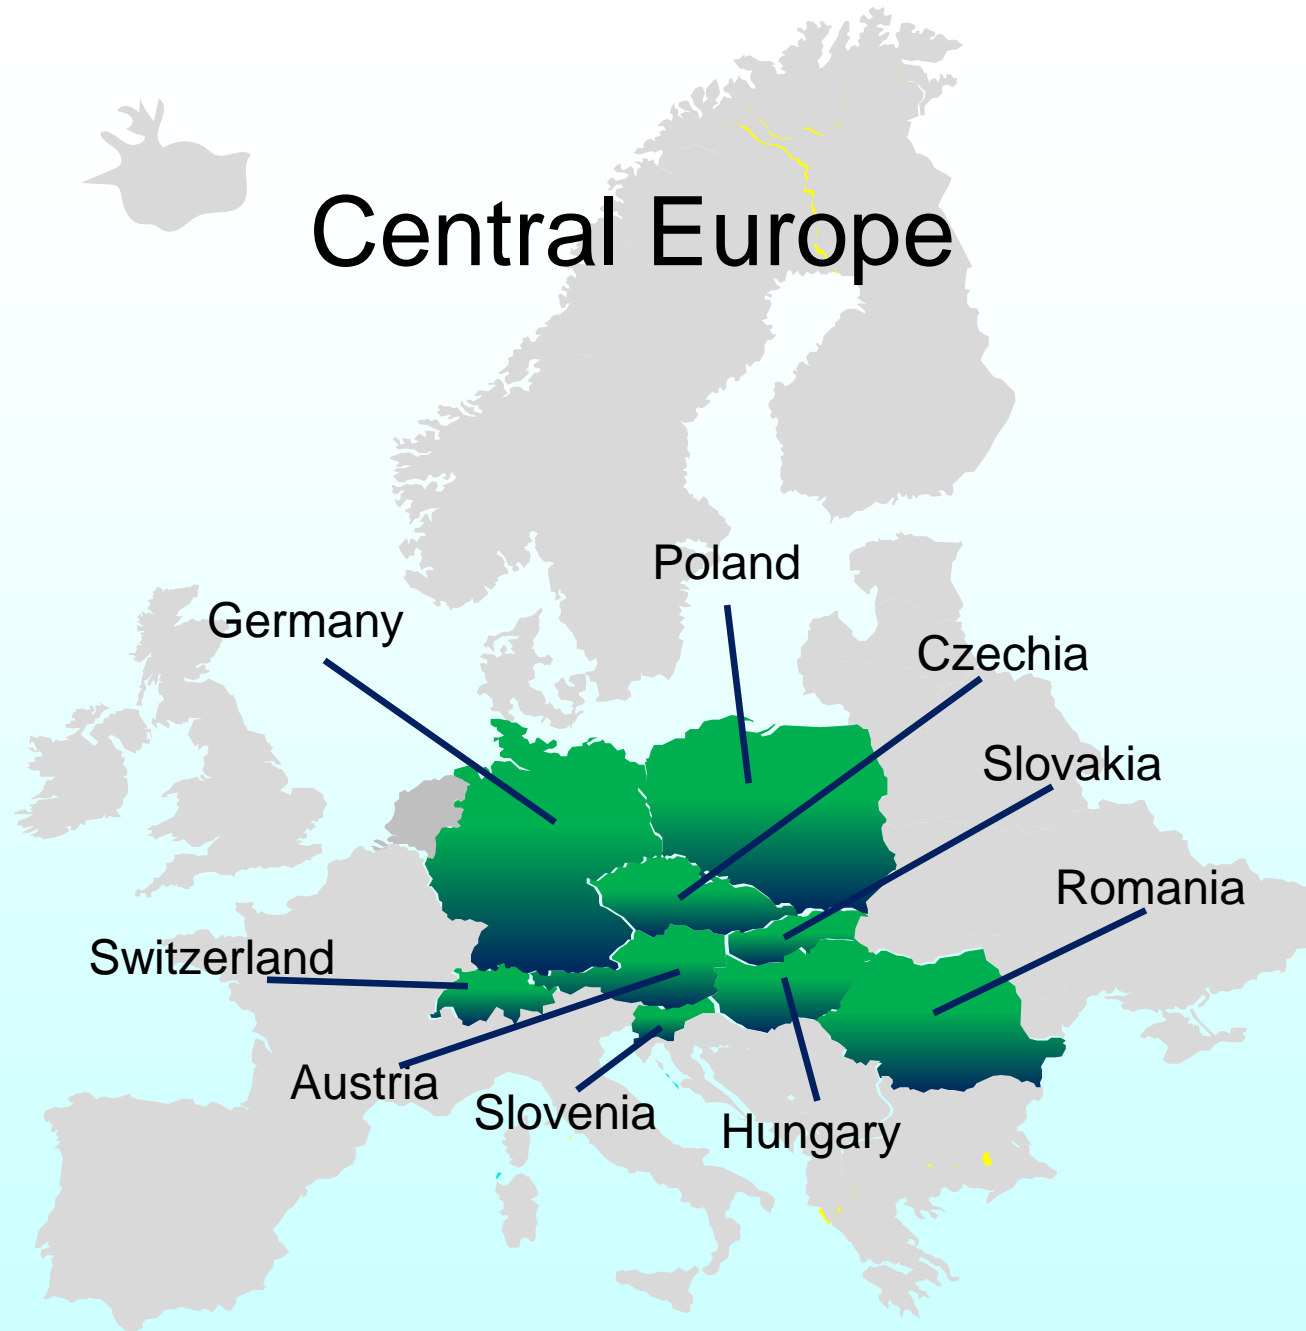 Central Europe
Poland
Germany
Czechia
Slovakia
Romania
Switzerland
Austria
Slovenia
Hungary